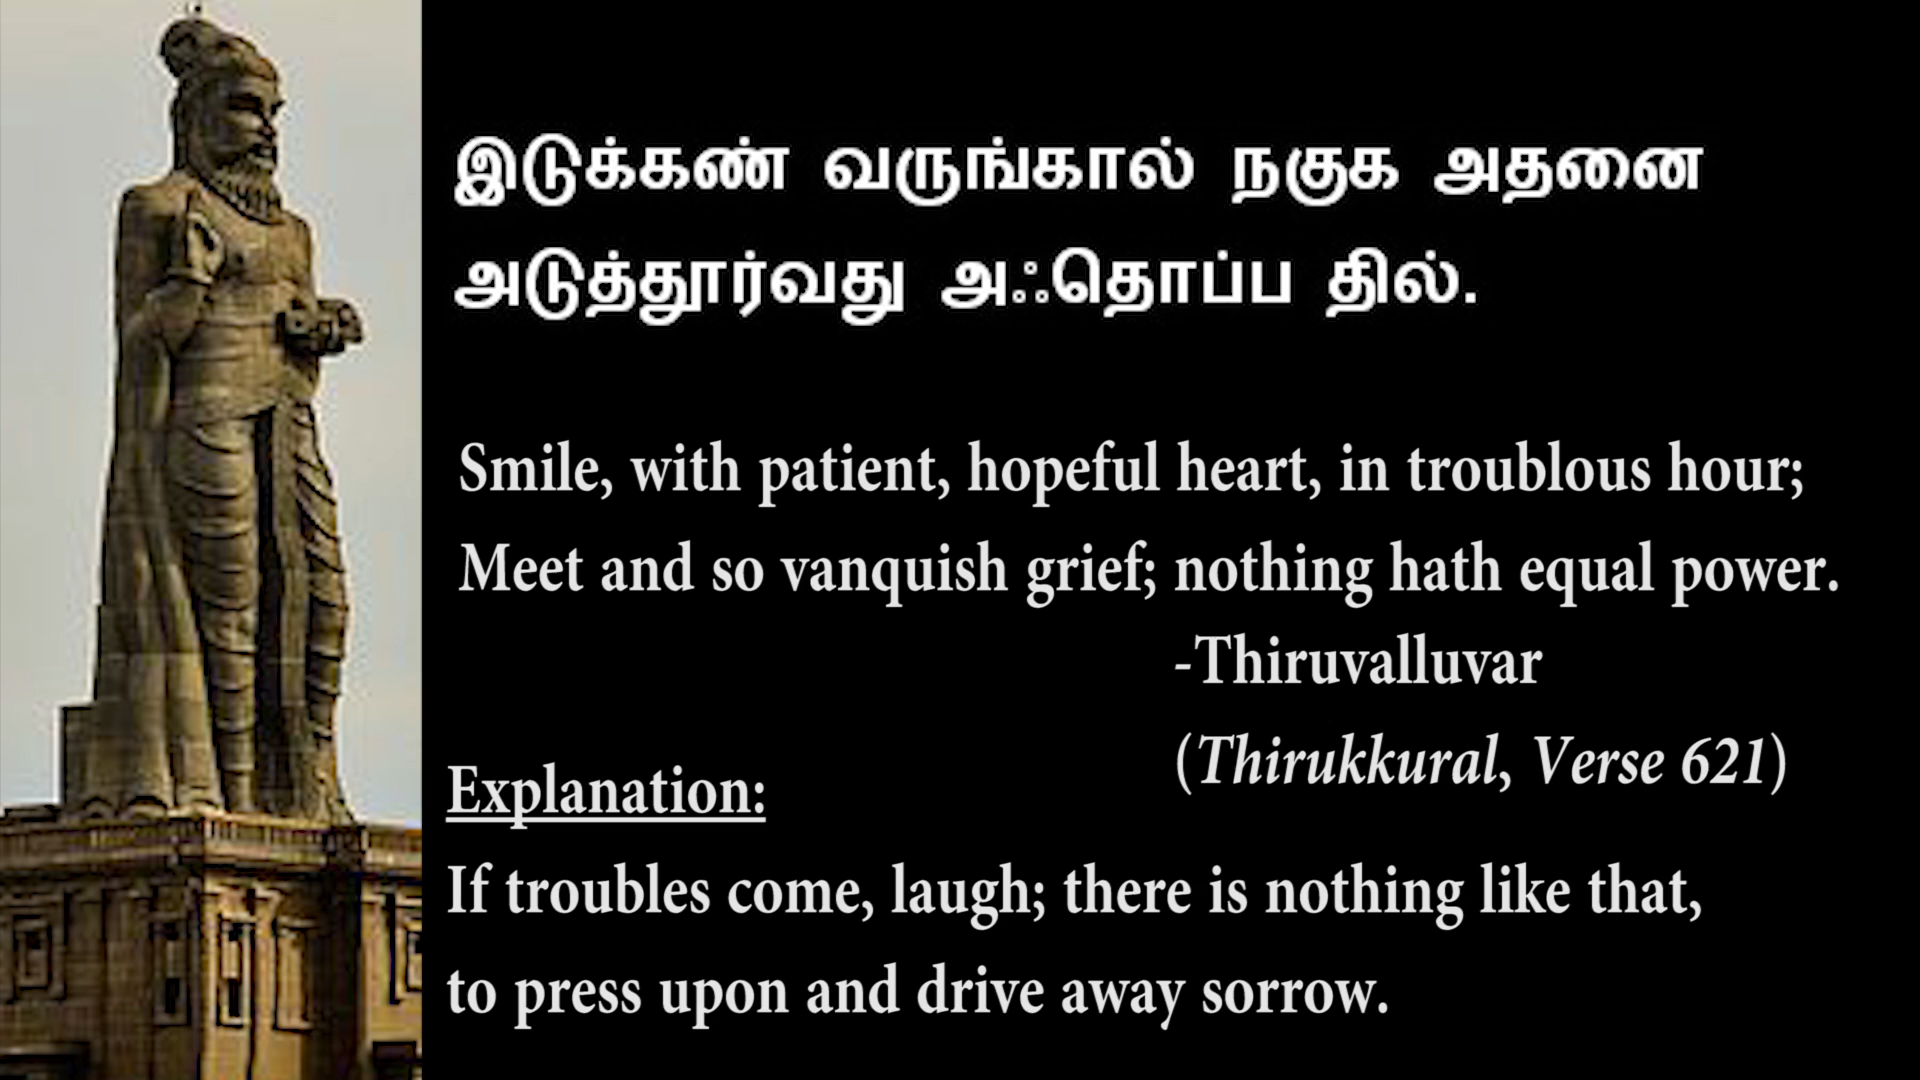 இடுக்கண் வருங்கால் நகுக அதனை
அடுத்தூர்வது அஃதொப்ப தில்.
Smile, with patient, hopeful heart, in troublous hour;
Meet and so vanquish grief; nothing hath equal power.
-Thiruvalluvar
(Thirukkural, Verse 621)
Explanation:
If troubles come, laugh; there is nothing like that,
to press upon and drive away sorrow.